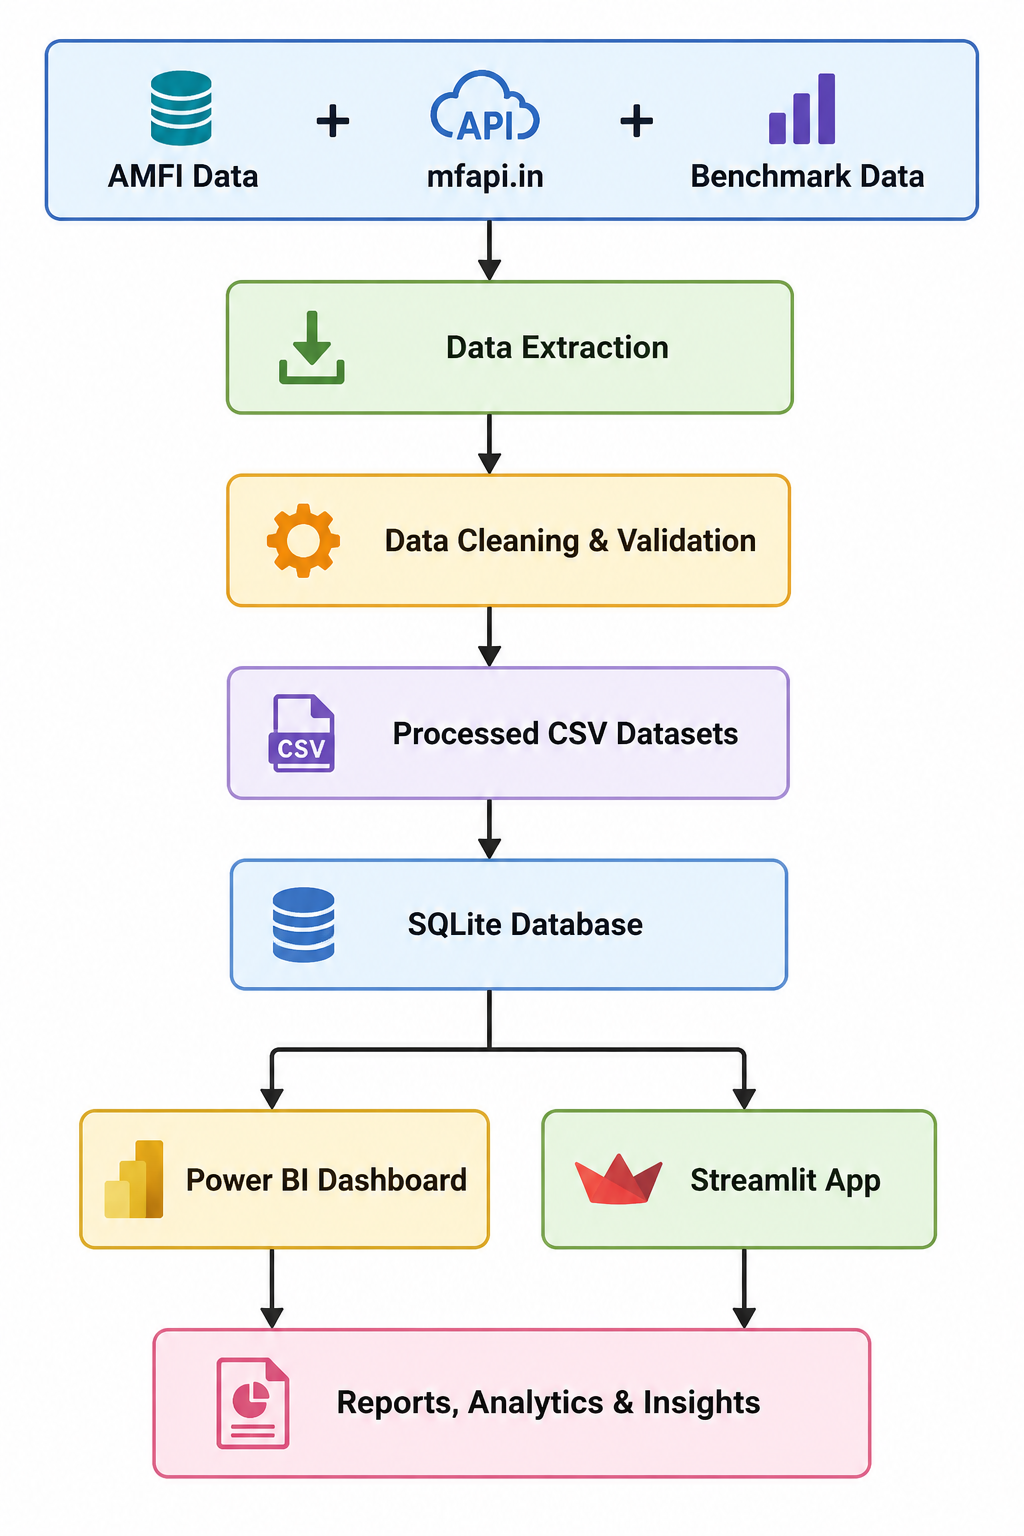 API
AMFI Data + mfapi.in + Benchmark Data
Data Extraction
Data Cleaning & Validation
CSV
Processed CSV Datasets
SQLite Database
Power BI Dashboard
Streamlit App
Reports, Analytics & Insights